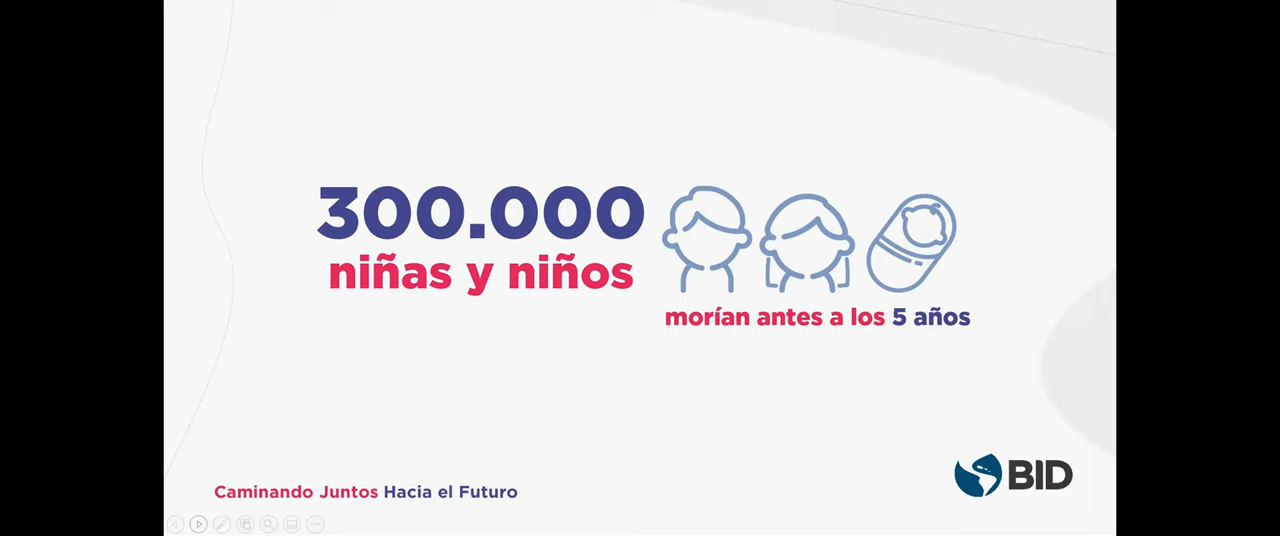 300.000
niñas y niños
morían antes a los 5 años
Caminando Juntos Hacia el Futuro
BID